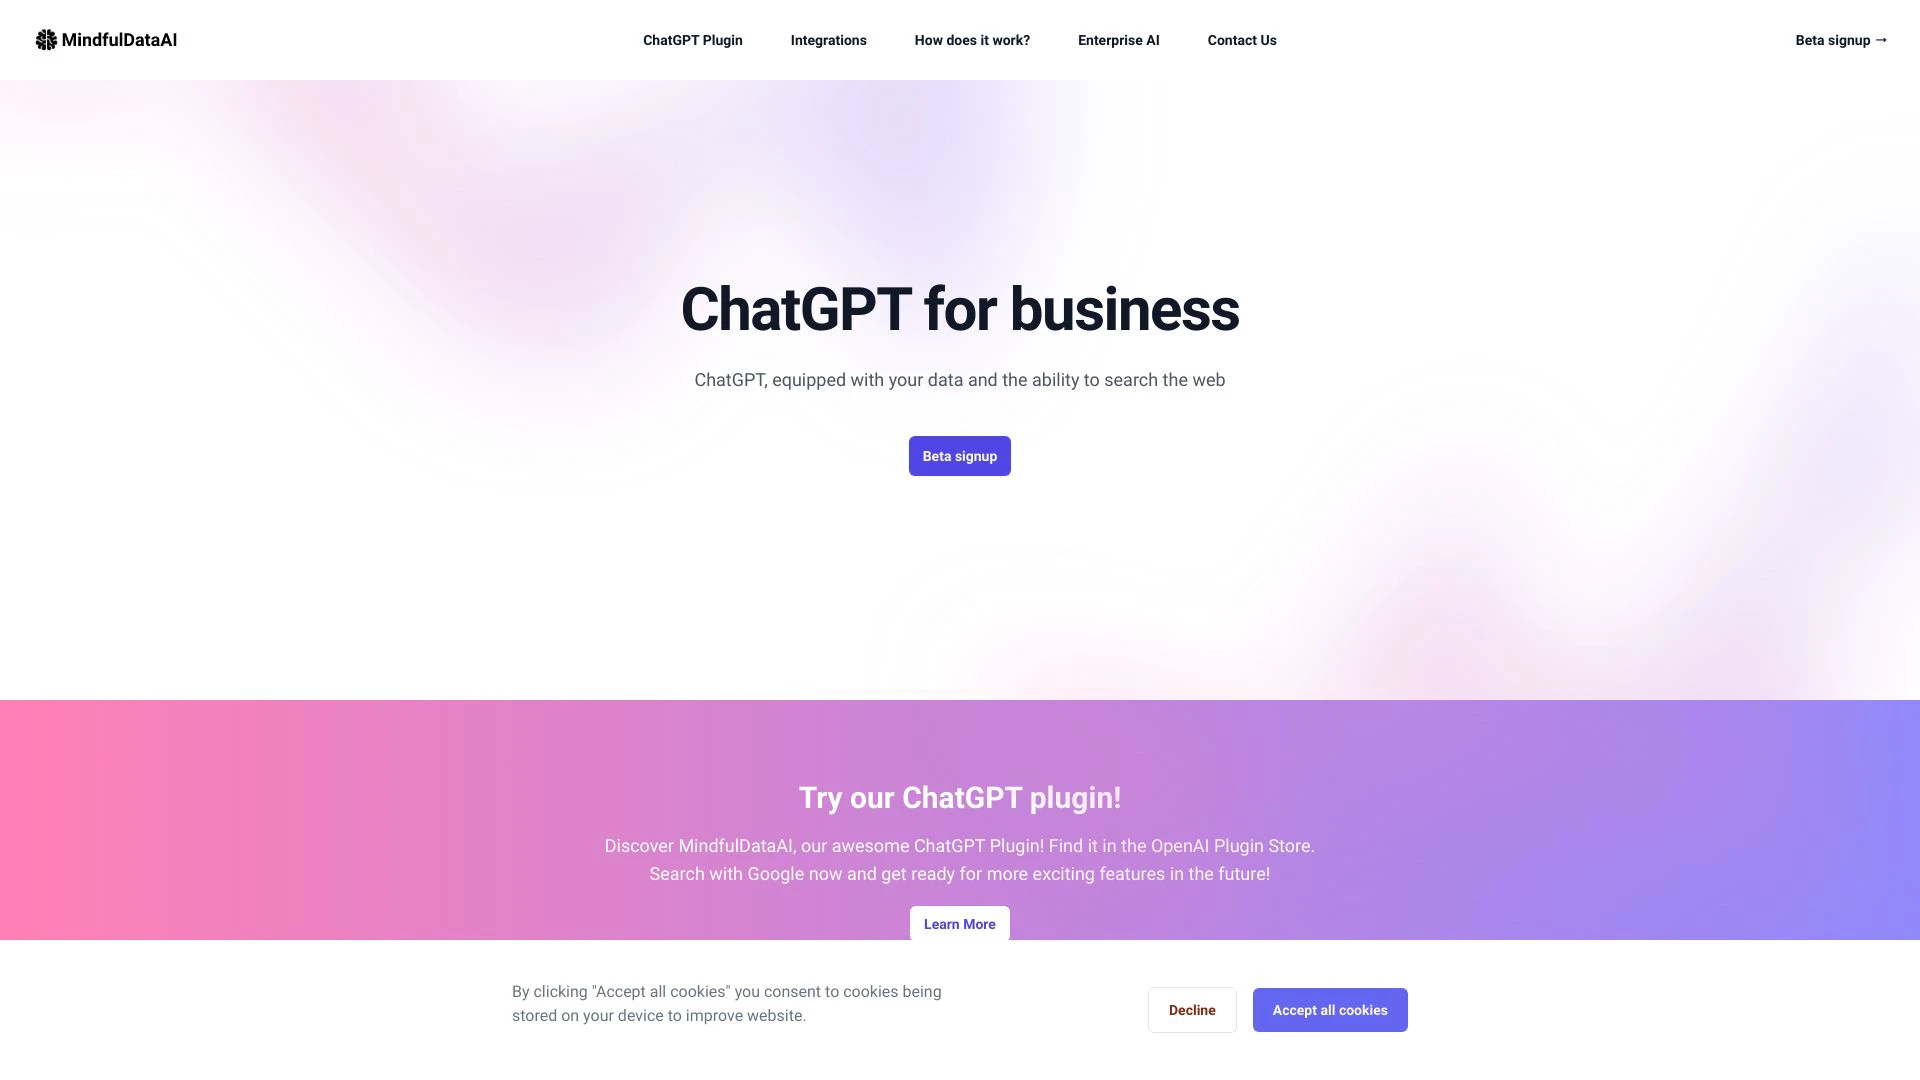 MindfulDataAI
ChatGPT Plugin
Integrations
How does it work?
Enterprise AI
Contact Us
Beta signup →
ChatGPT for business
ChatGPT, equipped with your data and the ability to search the web
Beta signup
Try our ChatGPT plugin!
Discover MindfulDataAI, our awesome ChatGPT Plugin! Find it in the OpenAI Plugin Store.
Search with Google now and get ready for more exciting features in the future!
Learn More
By clicking "Accept all cookies" you consent to cookies being
stored on your device to improve website.
Decline
Accept all cookies